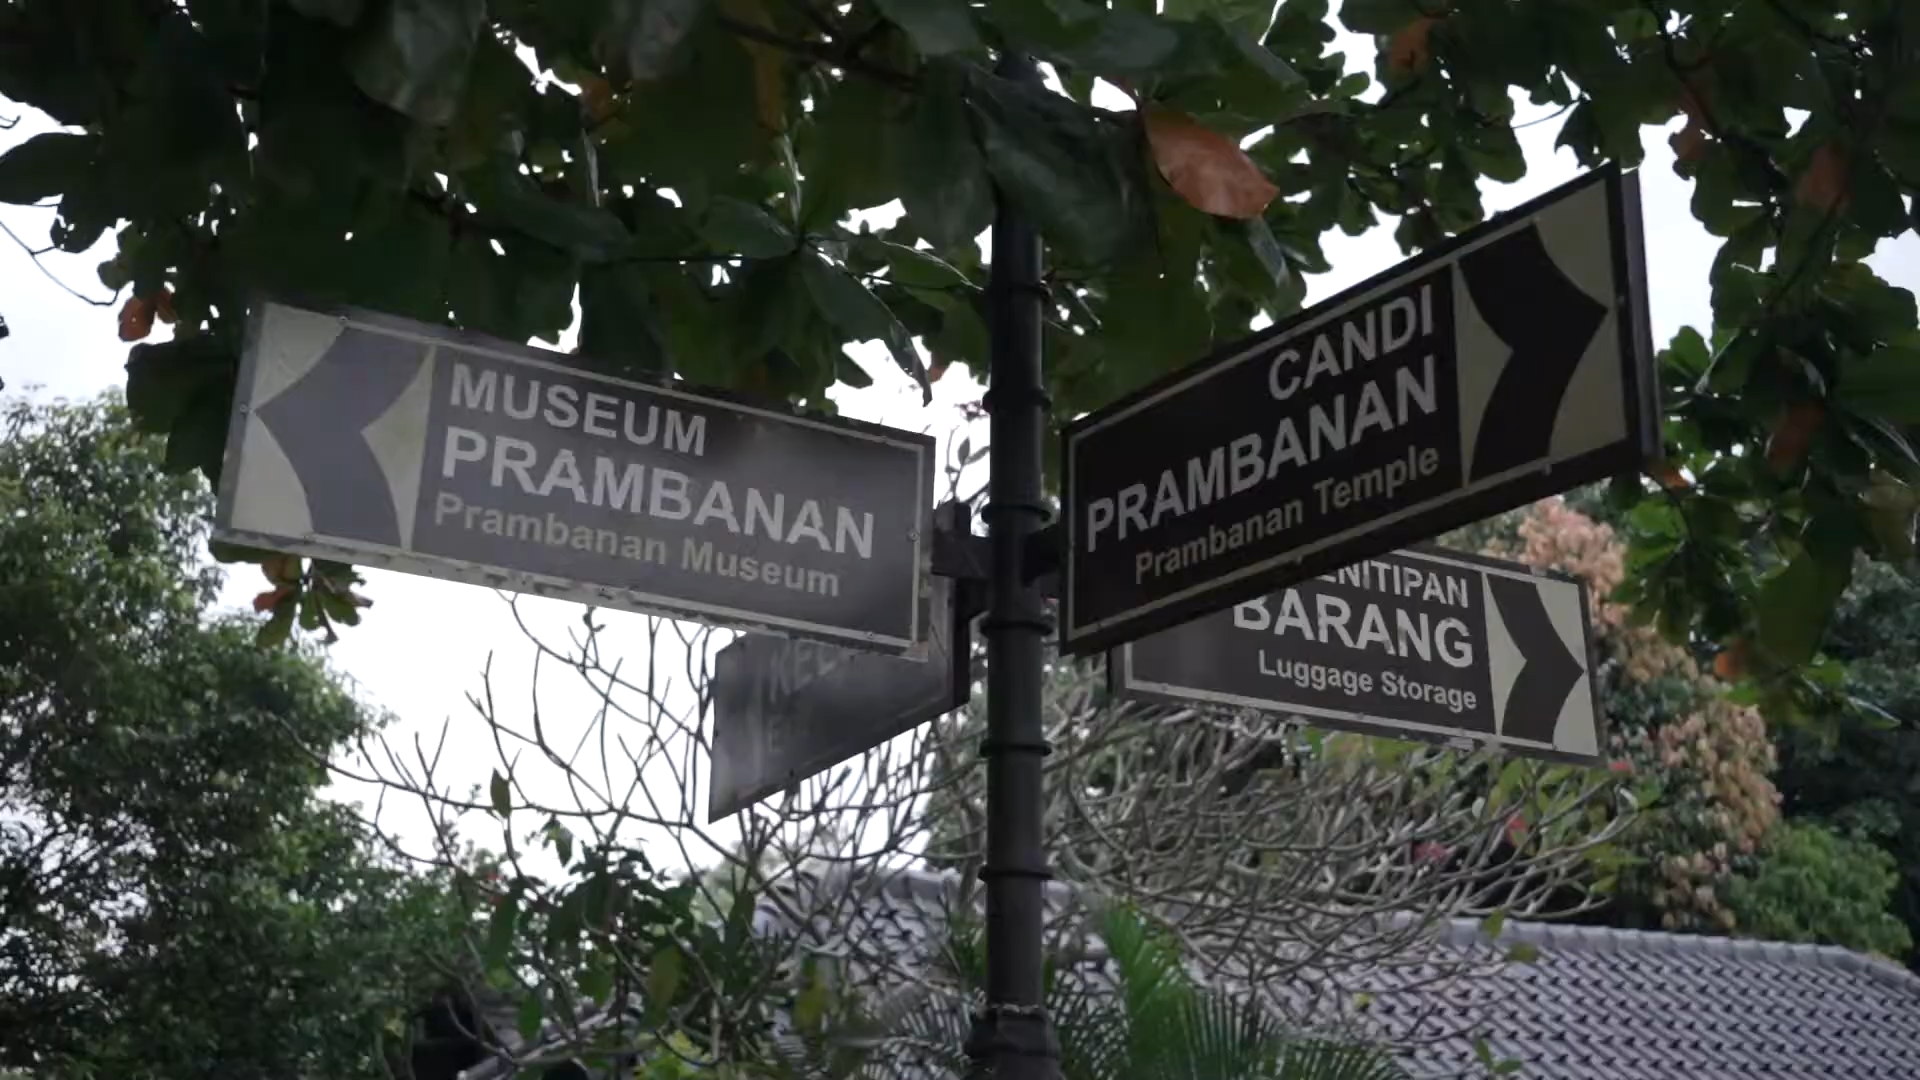 MUSEUM
PRAMBANAN
Prambanan Museum
CANDI
PRAMBANAN
Prambanan Temple
BARANG
Luggage Storage